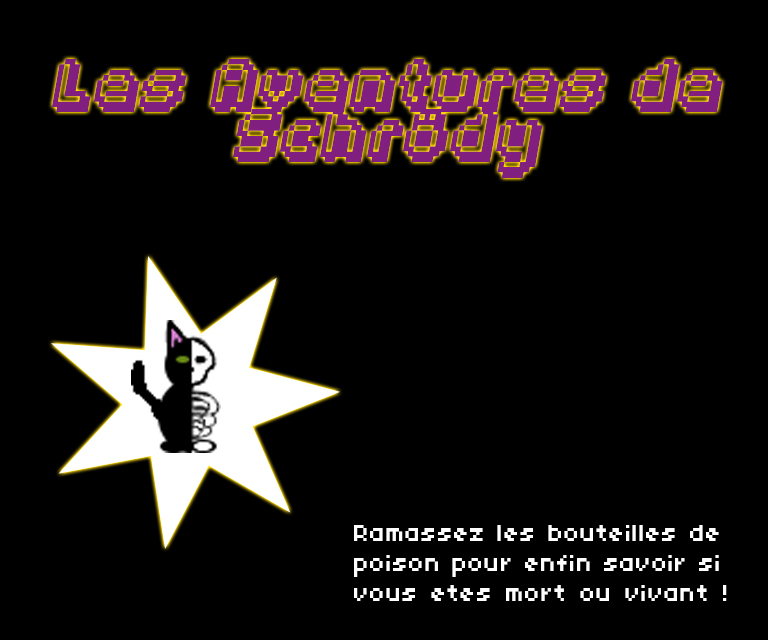 Les Aventures de
Schrödy
Ramassez les bouteilles de
poison pour enfin savoir si
vous etes mort ou vivant !